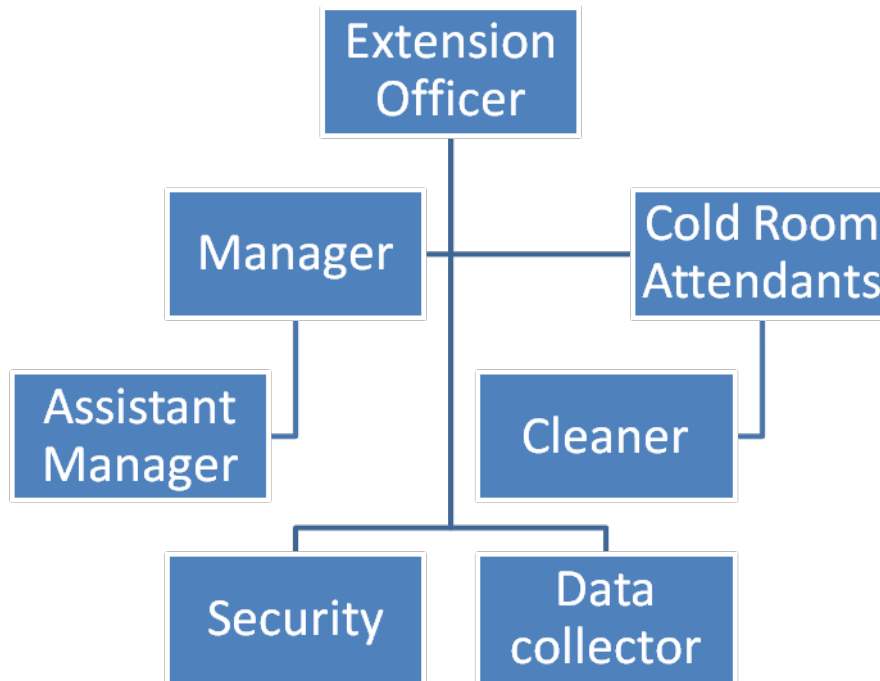 Extension
Officer
Manager
Cold Room
Attendants
Assistant
Manager
Cleaner
Security
Data
collector